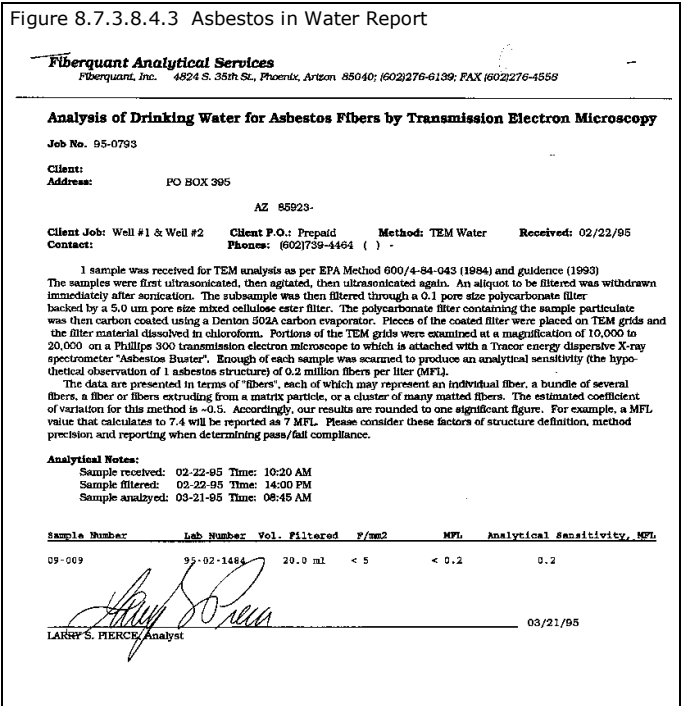 Figure 8.7.3.8.4.3 Asbestos in Water Report
Fiberquant Analytical Services
Fiberquant, Inc. 4824 S. 35th St., Phoenix, Arizon 85040; (602)276-6139; FAX (602)276-4558
Analysis of Drinking Water for Asbestos Fibers by Transmission Electron Microscopy
Job No. 95-0793
Client:
Address: PO BOX 395
AZ 85923-
Client Job: Well #1 & Well #2 Client P.O.: Prepaid Method: TEM Water Received: 02/22/95
Contact: Phones: (602)739-4464 ( ) -
1 sample was received for TEM analysis as per EPA Method 600/4-84-043 (1984) and guidence (1993)
The samples were first ultrasonicated, then agitated, then ultrasonicated again. An aliquot to be filtered was withdrawn
immediately after sonication. The subsample was then filtered through a 0.1 pore size polycarbonate filter
backed by a 5.0 um pore size mixed cellulose ester filter. The polycarbonate filter containing the sample particulate
was then carbon coated using a Denton 502A carbon evaporator. Pieces of the coated filter were placed on TEM grids and
the filter material dissolved in chloroform. Portions of the TEM grids were examined at a magnification of 10,000 to
20,000 on a Phillips 300 transmission electron microscope to which is attached with a Tracor energy dispersive X-ray
spectrometer "Asbestos Buster". Enough of each sample was scanned to produce an analytical sensitivity (the hypo-
thetical observation of 1 asbestos structure) of 0.2 million fibers per liter (MFL).
The data are presented in terms of "fibers", each of which may represent an individual fiber, a bundle of several
fibers, a fiber or fibers extruding from a matrix particle, or a cluster of many matted fibers. The estimated coefficient
of variation for this method is ~0.5. Accordingly, our results are rounded to one significant figure. For example, a MFL
value that calculates to 7.4 will be reported as 7 MFL. Please consider these factors of structure definition, method
precision and reporting when determining pass/fail compliance.
Analytical Notes:
Sample received: 02-22-95 Time: 10:20 AM
Sample filtered: 02-22-95 Time: 14:00 PM
Sample analzyed: 03-21-95 Time: 08:45 AM
Sample Number Lab Number Vol. Filtered F/mm2 MFL Analytical Sensitivity, MFL
09-009 95-02-1484 20.0 ml < 5 < 0.2 0.2
03/21/95
LARRY S. PIERCE, Analyst